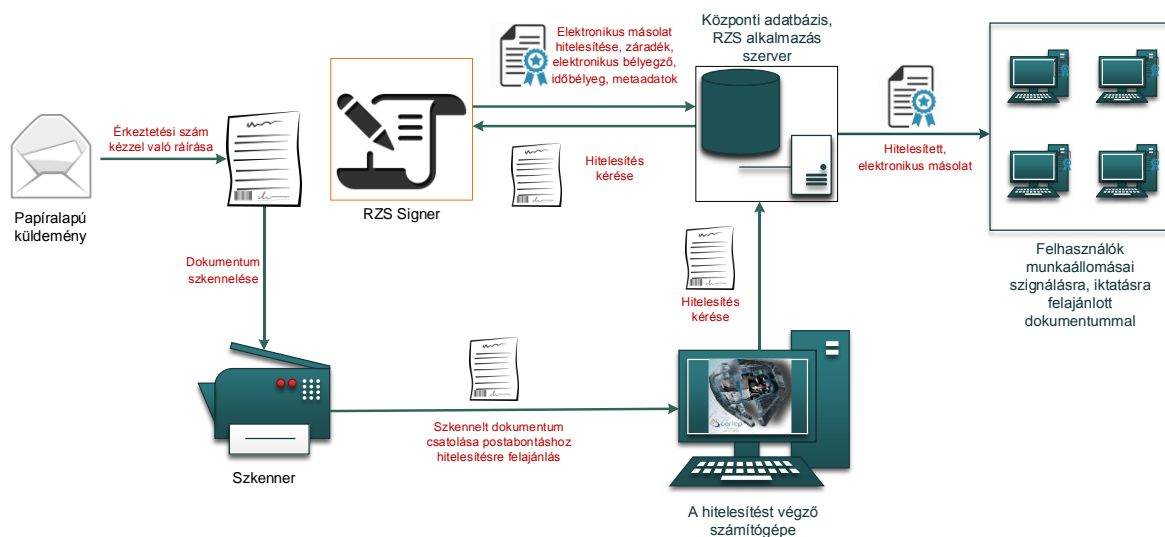 Papíralapú
küldemény
Érkeztetési szám
kézzel való ráírása
RZS Signer
Elektronikus másolat
hitelesítése, záradék,
elektronikus bélyegző,
időbélyeg, metaadatok
Hitelesítés
kérése
Központi adatbázis,
RZS alkalmazás
szerver
Hitelesített,
elektronikus másolat
Felhasználók
munkaállomásai
szignálásra, iktatásra
felajánlott
dokumentummal
Dokumentum
szkennelése
Szkenner
Szkennelt dokumentum
csatolása postabontáshoz
hitelesítésre felajánlás
Hitelesítés
kérése
A hitelesítést végző
számítógépe